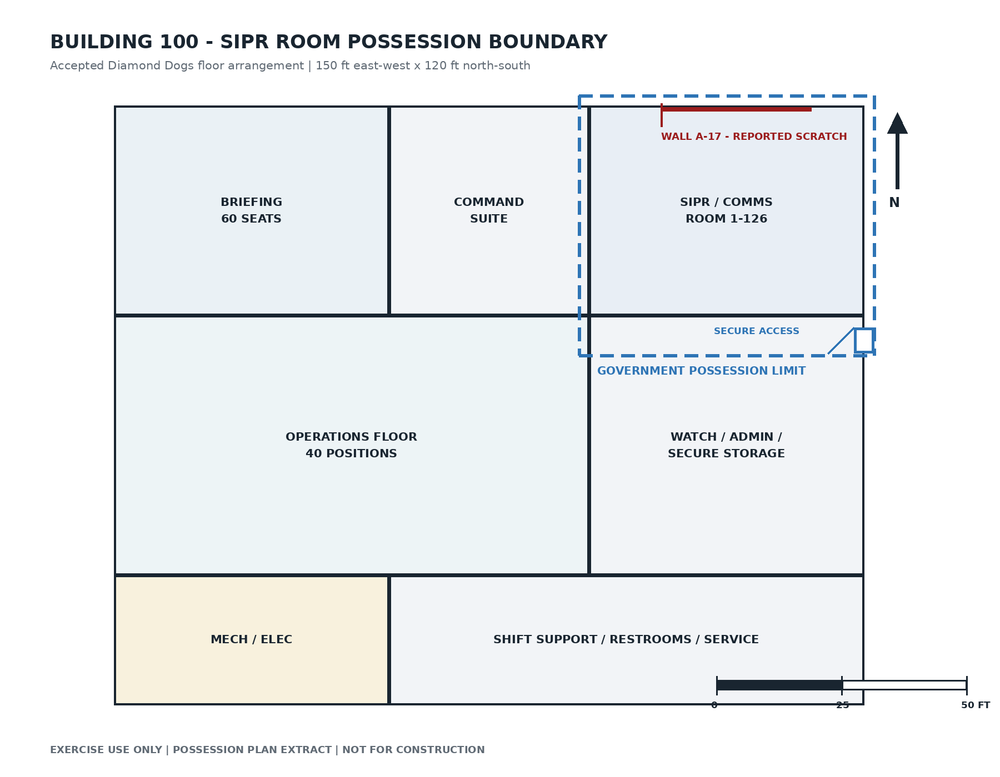 BUILDING 100 - SIPR ROOM POSSESSION BOUNDARY
Accepted Diamond Dogs floor arrangement | 150 ft east-west x 120 ft north-south
WALL A-17 - REPORTED SCRATCH
BRIEFING
60 SEATS
COMMAND
SUITE
SIPR / COMMS
ROOM 1-126
N
SECURE ACCESS
GOVERNMENT POSSESSION LIMIT
OPERATIONS FLOOR
40 POSITIONS
WATCH / ADMIN /
SECURE STORAGE
MECH / ELEC
SHIFT SUPPORT / RESTROOMS / SERVICE
0
25
50 FT
EXERCISE USE ONLY | POSSESSION PLAN EXTRACT | NOT FOR CONSTRUCTION